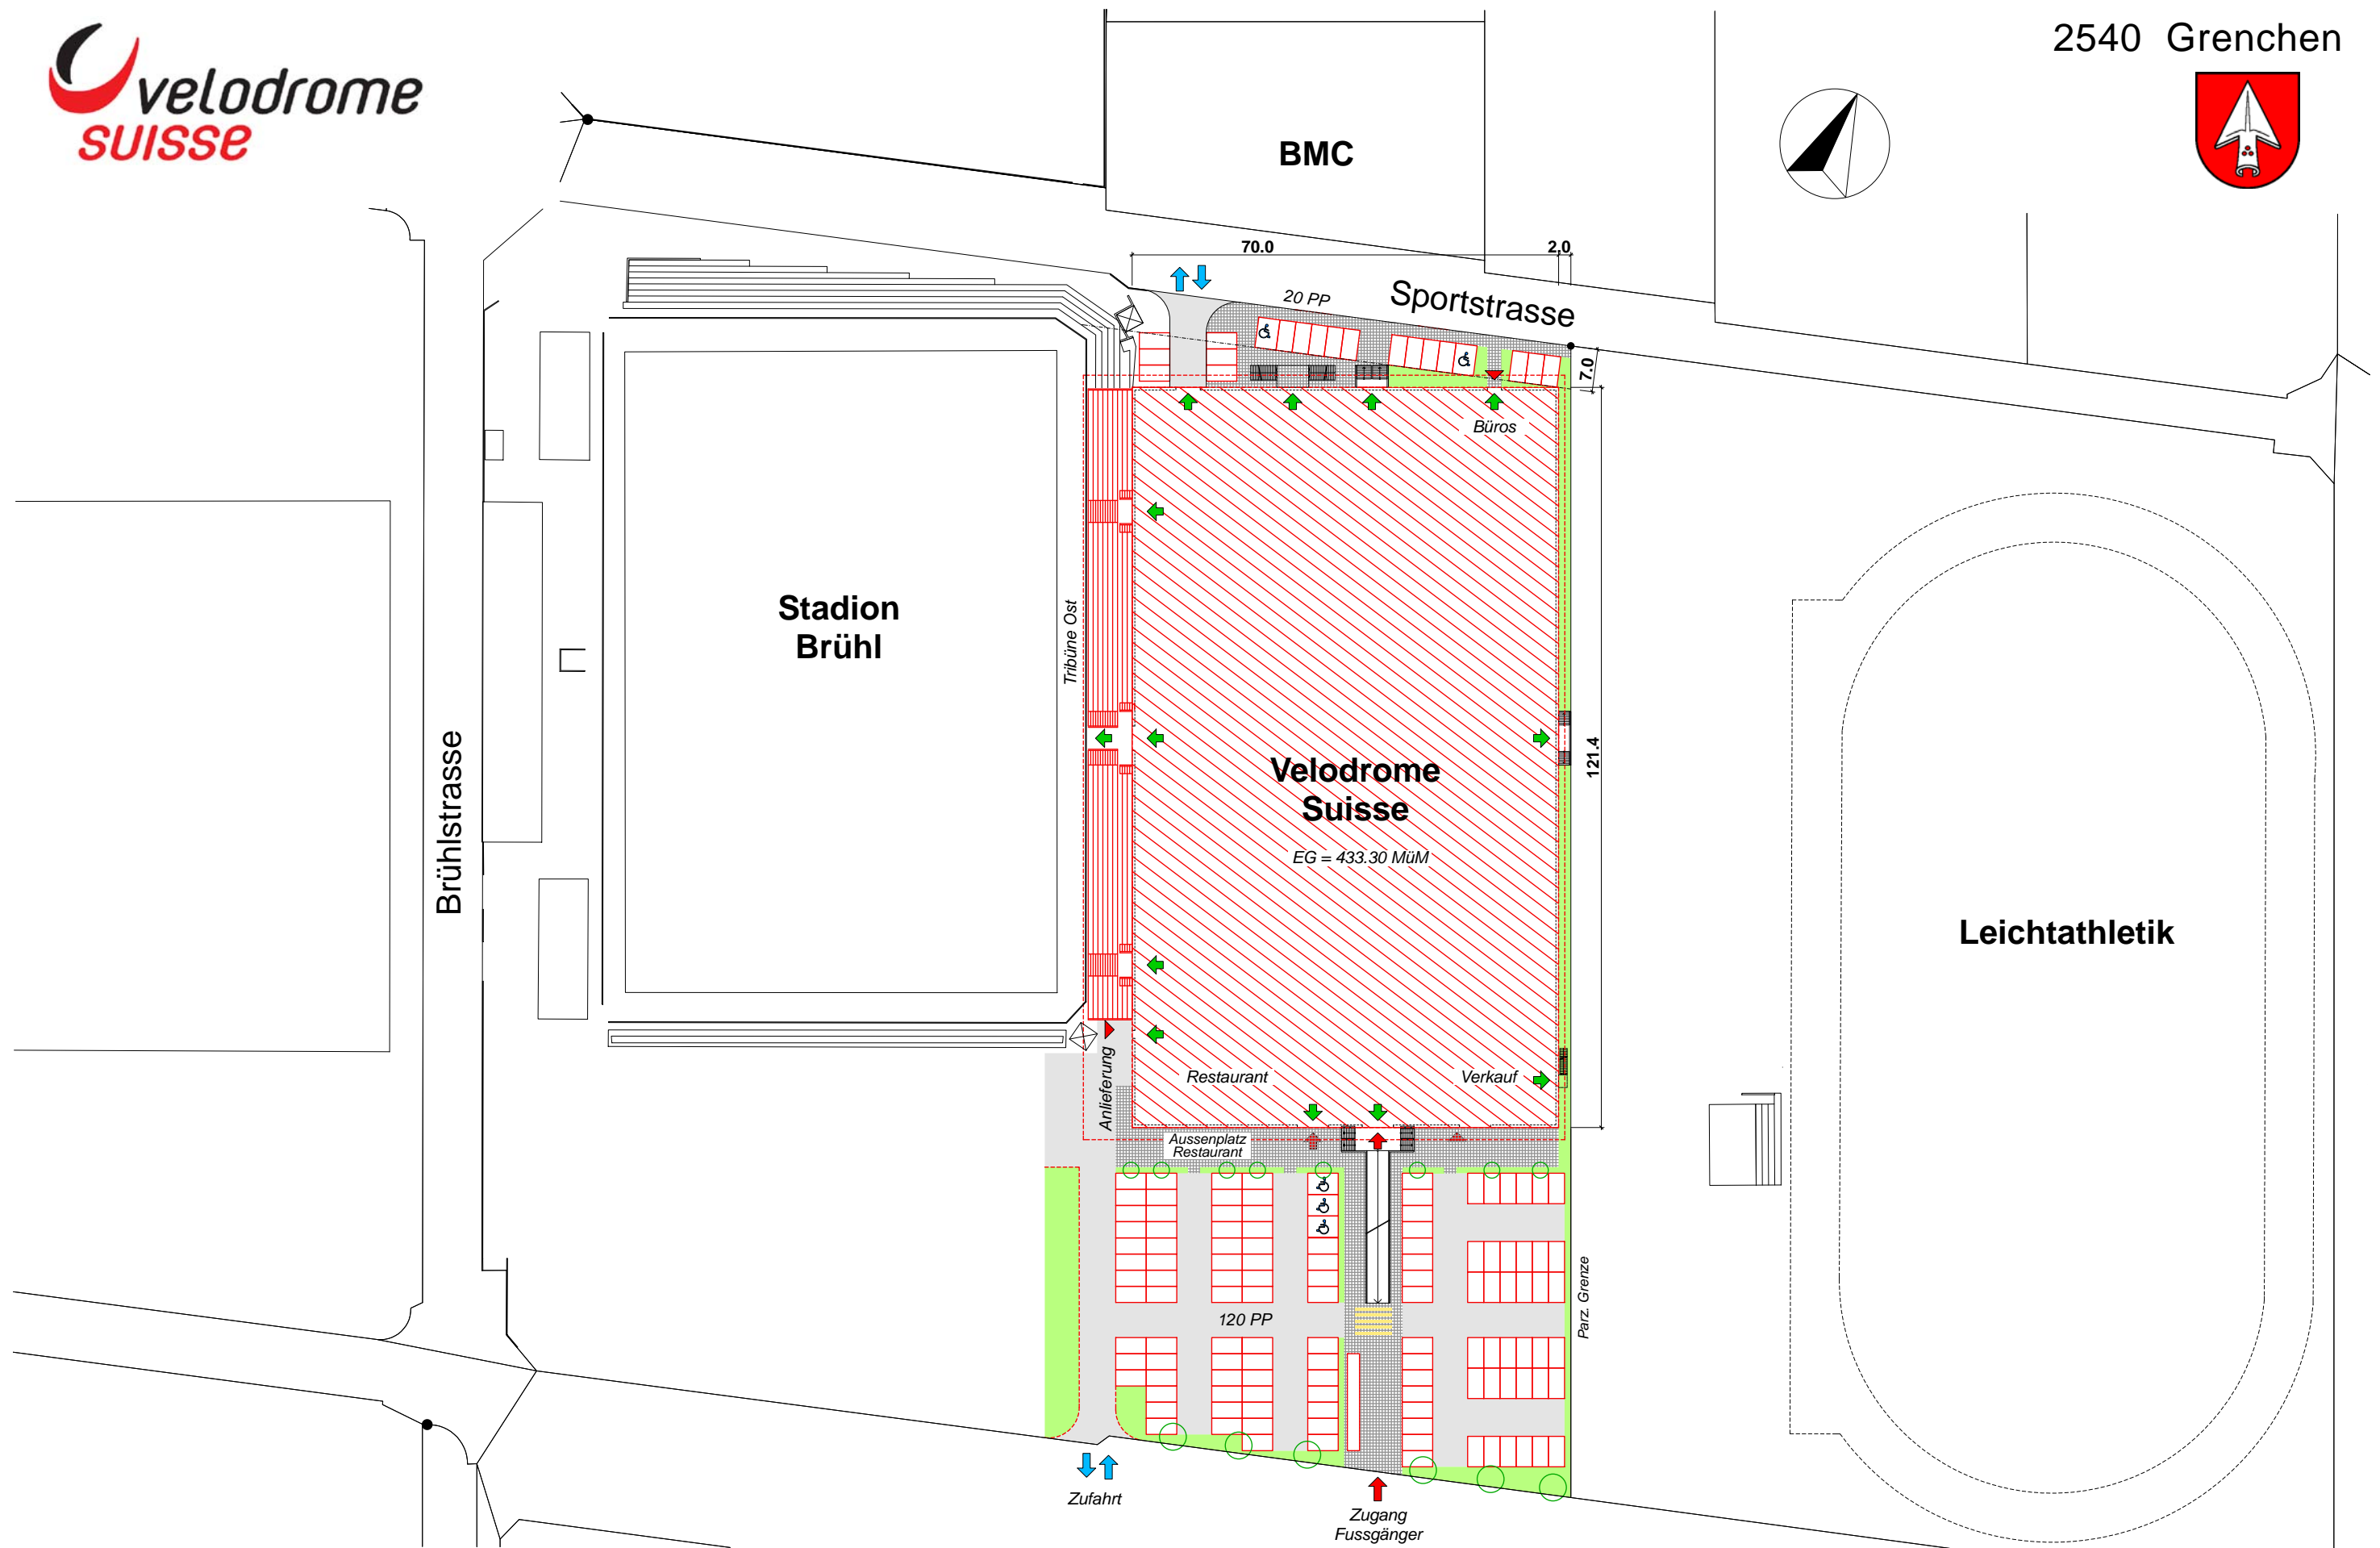 velodrome
SUISSE
2540 Grenchen
BMC
70.0
2.0
20 PP
Sportstrasse
7.0
Büros
Stadion
Brühl
Tribüne Ost
Brühlstrasse
Velodrome
Suisse
EG = 433.30 MüM
121.4
Leichtathletik
Anlieferung
Restaurant
Verkauf
Aussenplatz
Restaurant
120 PP
Parz. Grenze
Zufahrt
Zugang
Fussgänger